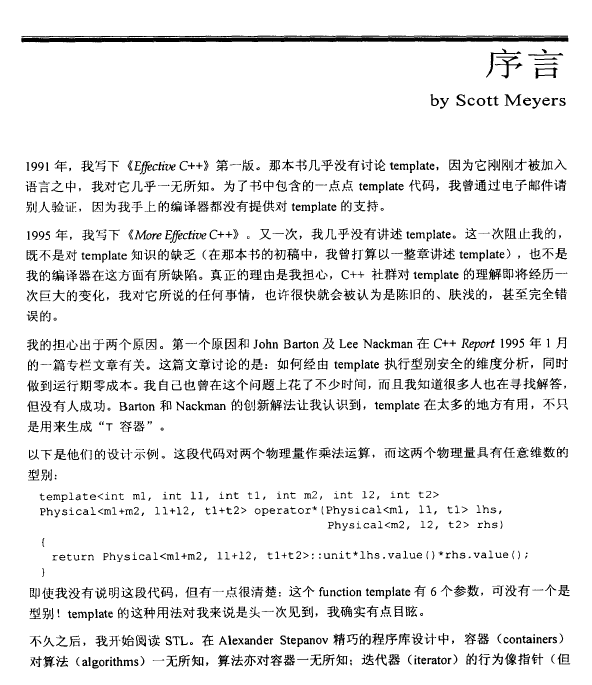 序言
by Scott Meyers
1991 年，我写下《Effective C++》第一版。那本书几乎没有讨论 template，因为它刚刚才被加入
语言之中，我对它几乎一无所知。为了书中包含的一点点 template 代码，我曾通过电子邮件请
别人验证，因为我手上的编译器都没有提供对 template 的支持。
1995 年，我写下《More Effective C++》。又一次，我几乎没有讲述 template。这一次阻止我的，
既不是对 template 知识的缺乏（在那本书的初稿中，我曾打算以一整章讲述 template），也不是
我的编译器在这方面有所缺陷。真正的理由是我担心，C++ 社群对 template 的理解即将经历一
次巨大的变化，我对它所说的任何事情，也许很快就会被认为是陈旧的、肤浅的，甚至完全错
误的。
我的担心出于两个原因。第一个原因和 John Barton 及 Lee Nackman 在 C++ Report 1995 年 1 月
的一篇专栏文章有关。这篇文章讨论的是：如何经由 template 执行型别安全的维度分析，同时
做到运行期零成本。我自己也曾在这个问题上花了不少时间，而且我知道很多人也在寻找解答，
但没有人成功。Barton 和 Nackman 的创新解法让我认识到，template 在太多的地方有用，不只
是用来生成“T 容器”。
以下是他们的设计示例。这段代码对两个物理量作乘法运算，而这两个物理量具有任意维数的
型别：
template<int m1, int l1, int t1, int m2, int l2, int t2>
Physical<m1+m2, l1+l2, t1+t2> operator*(Physical<m1, l1, t1> lhs,
Physical<m2, l2, t2> rhs)
{
return Physical<m1+m2, l1+l2, t1+t2>::unit*lhs.value()*rhs.value();
}
即使我没有说明这段代码，但有一点很清楚：这个 function template 有 6 个参数，可没有一个是
型别！template 的这种用法对我来说是头一次见到，我确实有点目眩。
不久之后，我开始阅读 STL。在 Alexander Stepanov 精巧的程序库设计中，容器（containers）
对算法（algorithms）一无所知，算法亦对容器一无所知；迭代器（iterator）的行为像指针（但